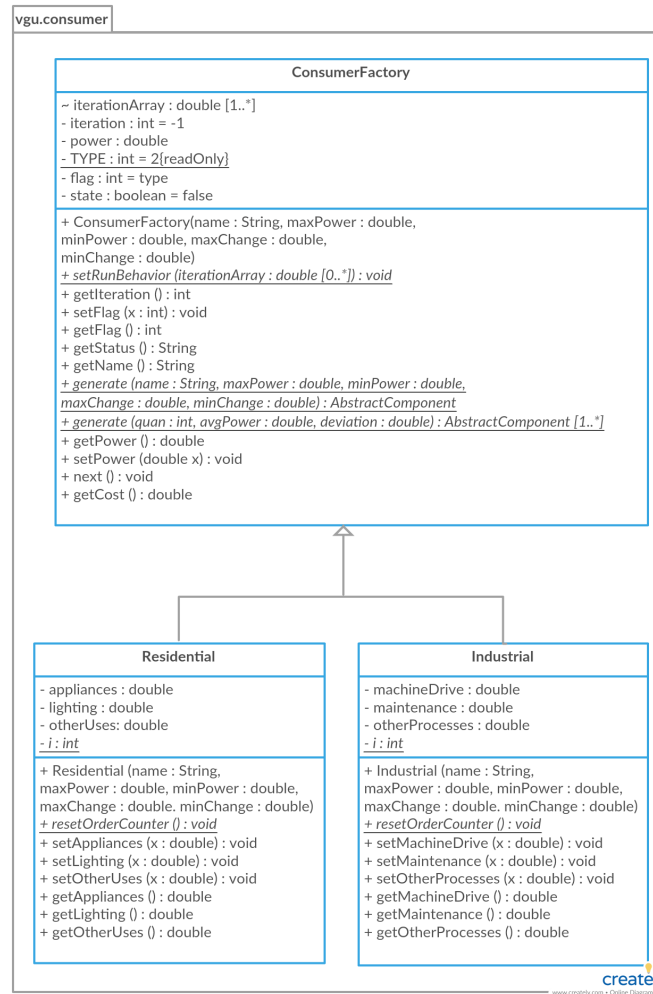 vgu.consumer
ConsumerFactory
~ iterationArray : double [1..*]
- iteration : int = -1
- power : double
- TYPE : int = 2{readOnly}
- flag : int = type
- state : boolean = false
+ ConsumerFactory(name : String, maxPower : double,
minPower : double, maxChange : double,
minChange : double)
+ setRunBehavior (iterationArray : double [0..*]) : void
+ getIteration () : int
+ setFlag (x : int) : void
+ getFlag () : int
+ getStatus () : String
+ getName () : String
+ generate (name : String, maxPower : double, minPower : double,
maxChange : double, minChange : double) : AbstractComponent
+ generate (quan : int, avgPower : double, deviation : double) : AbstractComponent [1..*]
+ getPower () : double
+ setPower (double x) : void
+ next () : void
+ getCost () : double
Residential
- appliances : double
- lighting : double
- otherUses: double
- i : int
+ Residential (name : String,
maxPower : double, minPower : double,
maxChange : double. minChange : double)
+ resetOrderCounter () : void
+ setAppliances (x : double) : void
+ setLighting (x : double) : void
+ setOtherUses (x : double) : void
+ getAppliances () : double
+ getLighting () : double
+ getOtherUses () : double
Industrial
- machineDrive : double
- maintenance : double
- otherProcesses : double
- i : int
+ Industrial (name : String,
maxPower : double, minPower : double,
maxChange : double. minChange : double)
+ resetOrderCounter () : void
+ setMachineDrive (x : double) : void
+ setMaintenance (x : double) : void
+ setOtherProcesses (x : double) : void
+ getMachineDrive () : double
+ getMaintenance () : double
+ getOtherProcesses () : double
create
www.creately.com • Online Diagram